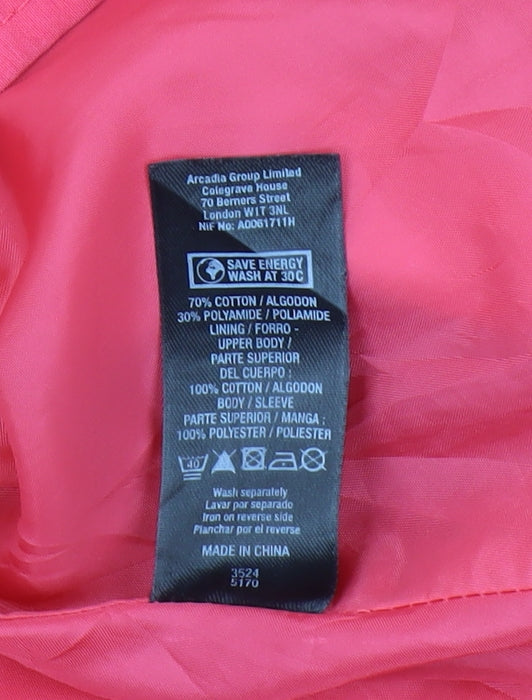 Arcadia Group Limited
Colegrave House
70 Berners Street
London W1T 3NL
NIF No: A0061711H
SAVE ENERGY
WASH AT 30C
70% COTTON / ALGODON
30% POLYAMIDE / POLIAMIDE
LINING / FORRO -
UPPER BODY /
PARTE SUPERIOR
DEL CUERPO :
100% COTTON / ALGODON
BODY / SLEEVE
PARTE SUPERIOR / MANGA :
100% POLYESTER / POLIESTER
40
Wash separately
Lavar por separado
Iron on reverse side
Planchar por el reverse
MADE IN CHINA
3524
5170